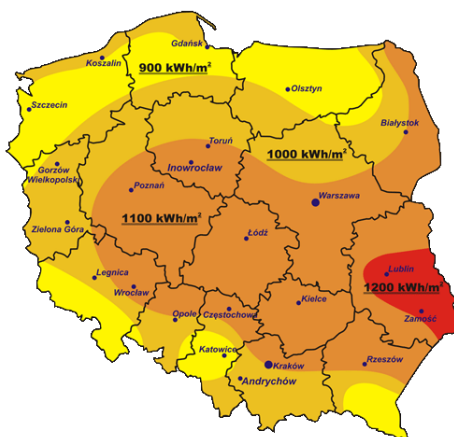 Gdańsk
Koszalin
900 kWh/m²
Olsztyn
Szczecin
Białystok
Toruń
1000 kWh/m²
Inowrocław
Gorzów
Wielkopolski
Poznań
Warszawa
1100 kWh/m²
Zielona Góra
Łódź
Lublin
Legnica
1200 kWh/m²
Wrocław
Kielce
Opole
Częstochowa
Zamość
Katowice
Kraków
Rzeszów
Andrychów